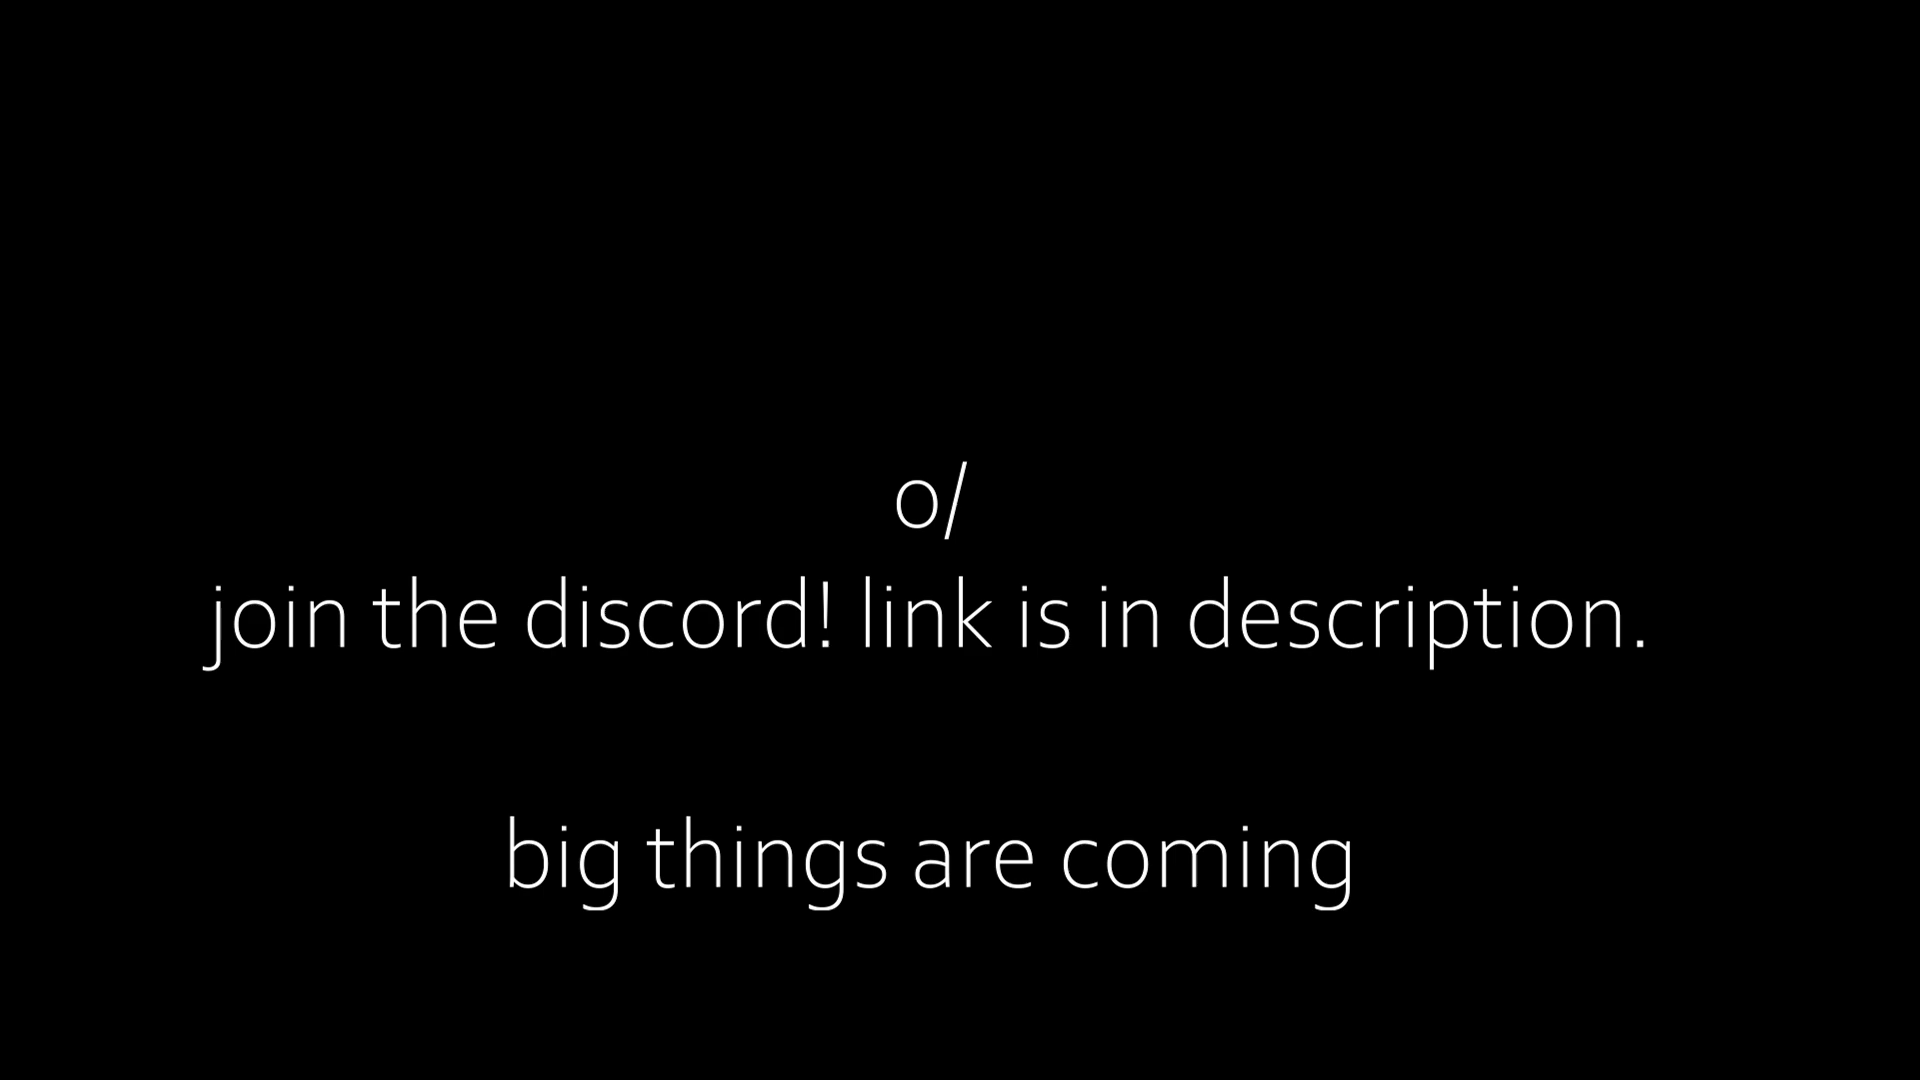 o/
join the discord! link is in description.
big things are coming